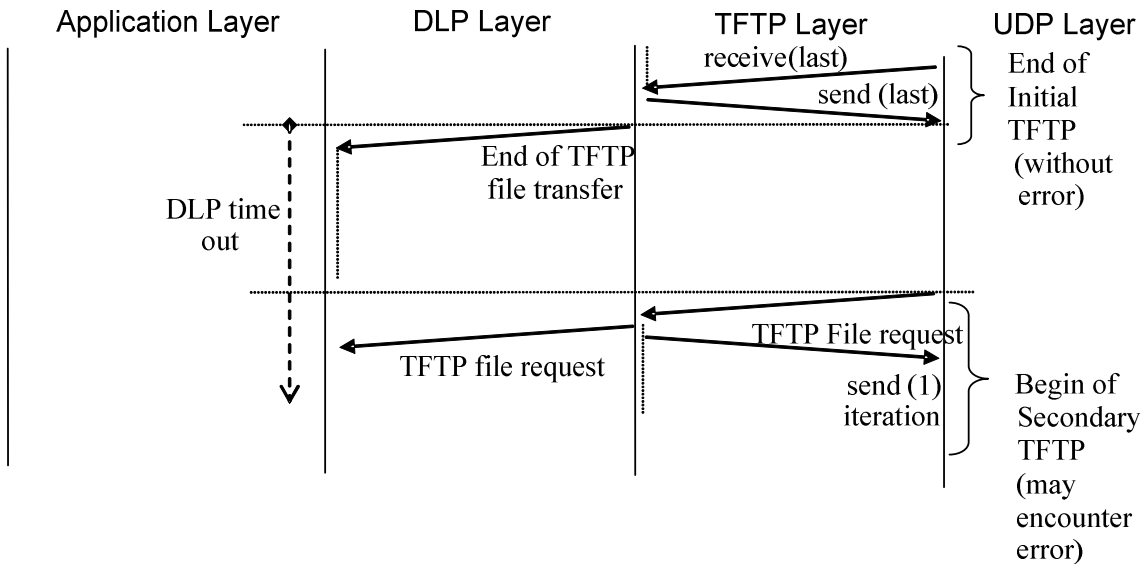 Application Layer
DLP Layer
TFTP Layer
UDP Layer
receive(last)
send (last)
End of
Initial
TFTP
(without
error)
End of TFTP
file transfer
DLP time
out
TFTP File request
TFTP file request
send (1)
iteration
Begin of
Secondary
TFTP
(may
encounter
error)